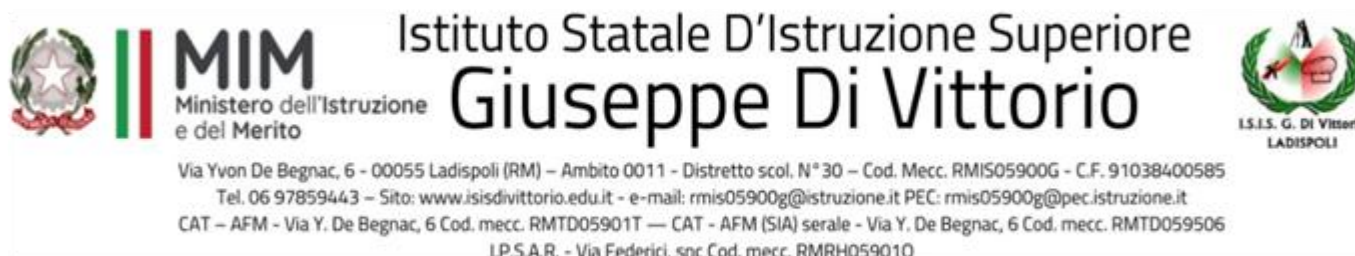 Istituto Statale D'Istruzione Superiore
Giuseppe Di Vittorio
MIM
Ministero dell'Istruzione
e del Merito
I.S.I.S. G. DI Vittor
LADISPOLI
Via Yvon De Begnac, 6 - 00055 Ladispoli (RM) – Ambito 0011 - Distretto scol. N° 30 – Cod. Mecc. RMIS05900G - C.F. 91038400585
Tel. 06 97859443 – Sito: www.isisdivittorio.edu.it - e-mail: rmis05900g@istruzione.it PEC: rmis05900g@pec.istruzione.it
CAT – AFM - Via Y. De Begnac, 6 Cod. mecc. RMTD05901T — CAT - AFM (SIA) serale - Via Y. De Begnac, 6 Cod. mecc. RMTD059506
I.P.S.A.R. - Via Federici, snc Cod. mecc. RMRH05901Q